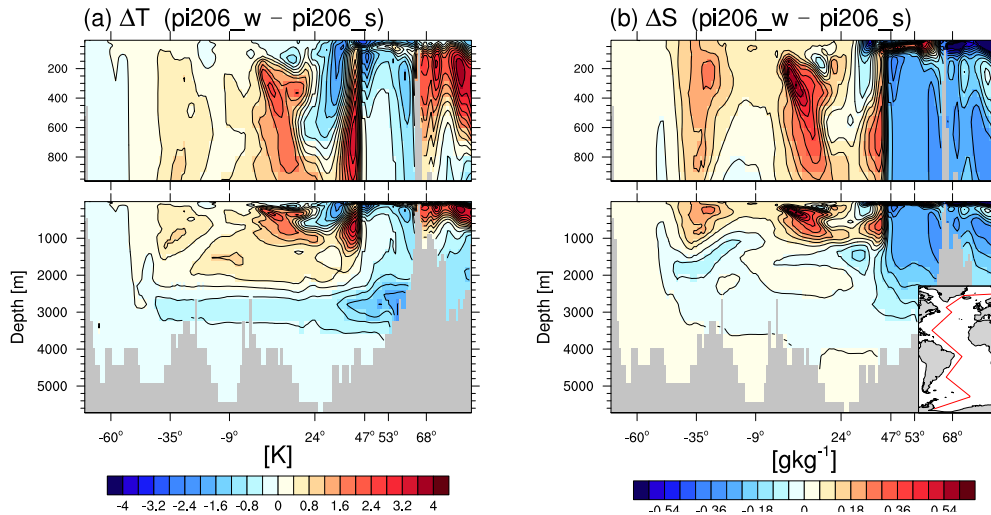 (a) ΔT (pi206_w − pi206_s)
200
400
600
800
1000
2000
3000
4000
5000
Depth [m]
-60° -35° -9° 24° 47° 53° 68°
[K]
-4 -3.2 -2.4 -1.6 -0.8 0 0.8 1.6 2.4 3.2 4
(b) ΔS (pi206_w − pi206_s)
200
400
600
800
1000
2000
3000
4000
5000
Depth [m]
-60° -35° -9° 24° 47° 53° 68°
[gkg⁻¹]
-0.54 -0.36 -0.18 0 0.18 0.36 0.54